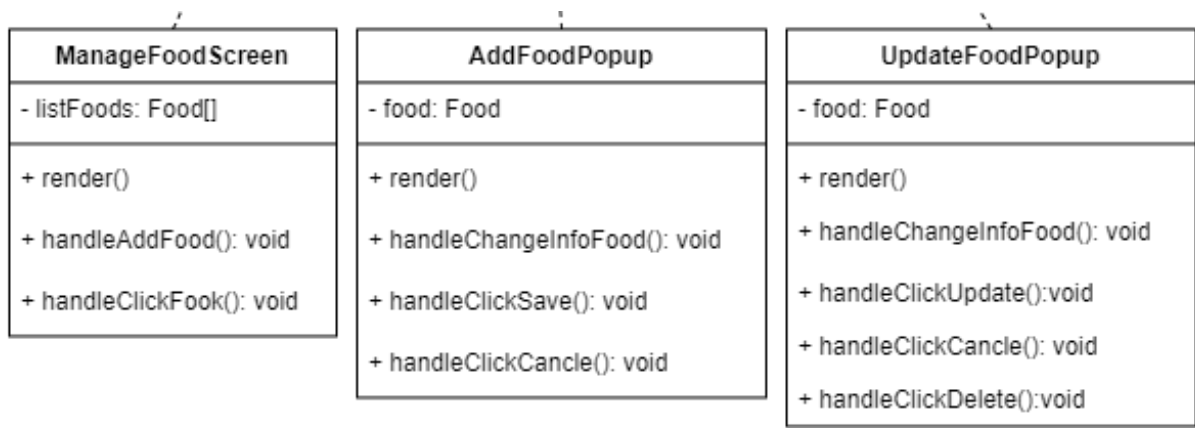 ManageFoodScreen
- listFoods: Food[]
+ render()
+ handleAddFood(): void
+ handleClickFook(): void
AddFoodPopup
- food: Food
+ render()
+ handleChangeInfoFood(): void
+ handleClickSave(): void
+ handleClickCancle(): void
UpdateFoodPopup
- food: Food
+ render()
+ handleChangeInfoFood(): void
+ handleClickUpdate():void
+ handleClickCancle(): void
+ handleClickDelete():void